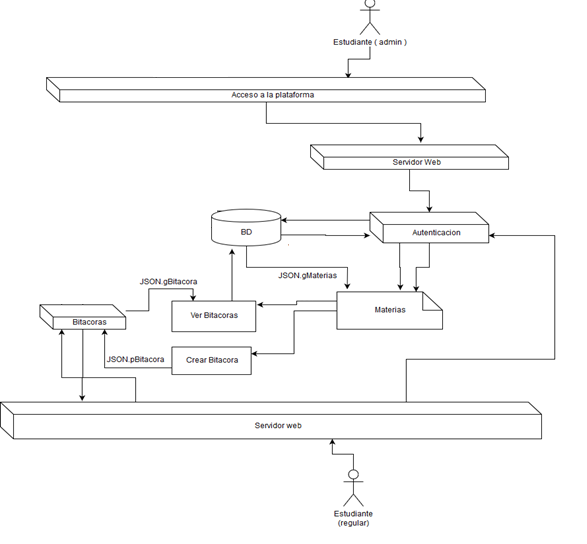 Estudiante ( admin )
Acceso a la plataforma
Servidor Web
BD
Autenticacion
JSON.gMaterias
JSON.gBitacora
Bitacoras
Ver Bitacoras
Materias
JSON.pBitacora
Crear Bitacora
Servidor web
Estudiante
(regular)